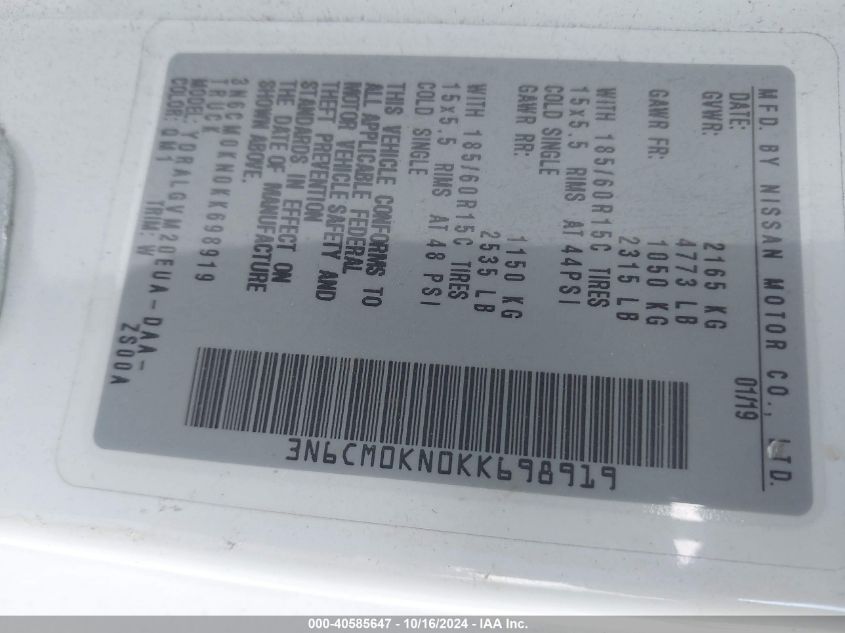 MFD. BY NISSAN MOTOR CO., LTD.
DATE: 01/19
GVWR: 2165 KG
4773 LB
GAWR FR: 1050 KG
2315 LB
WITH 185/60R15C TIRES
15x5.5 RIMS AT 44PSI
COLD SINGLE
GAWR RR: 1150 KG
2535 LB
WITH 185/60R15C TIRES
15x5.5 RIMS AT 48 PSI
COLD SINGLE
THIS VEHICLE CONFORMS TO
ALL APPLICABLE FEDERAL
MOTOR VEHICLE SAFETY AND
THEFT PREVENTION
STANDARDS IN EFFECT ON
THE DATE OF MANUFACTURE
SHOWN ABOVE.
3N6CM0KN0KK698919
TRUCK
MODEL: YDRALGVM20EUA-DAA-
COLOR: QM1 TRIM: W ZS00A
3N6CM0KN0KK698919
000-40585647 - 10/16/2024 - IAA Inc.